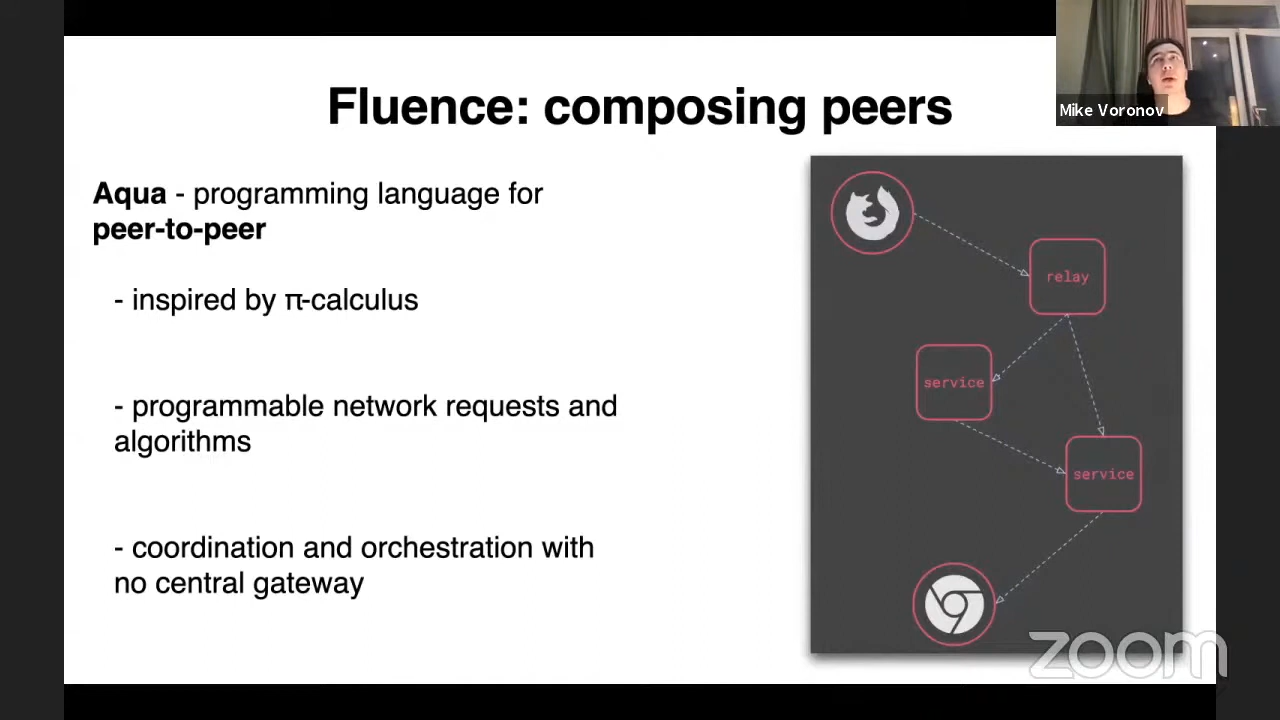 Fluence: composing peers
Mike Voronov
Aqua - programming language for
peer-to-peer
- inspired by π-calculus
- programmable network requests and
algorithms
- coordination and orchestration with
no central gateway
relay
service
service
zoom